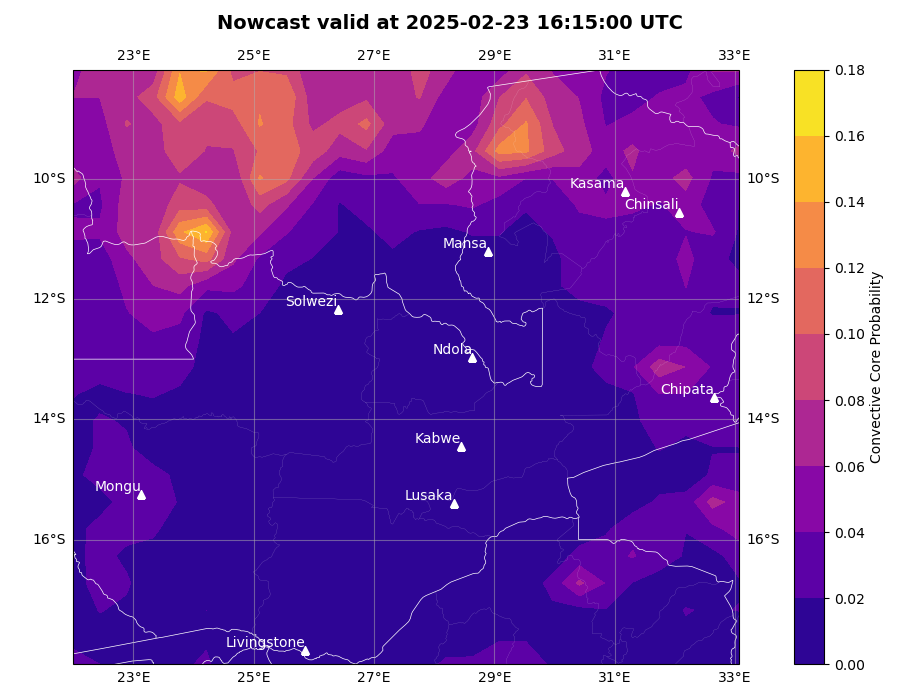 Nowcast valid at 2025-02-23 16:15:00 UTC
23°E 25°E 27°E 29°E 31°E 33°E
0.18
0.16
0.14
0.12
0.10
0.08
0.06
0.04
0.02
0.00
Convective Core Probability
10°S 10°S
12°S 12°S
14°S 14°S
16°S 16°S
Kasama
Chinsali
Mansa
Solwezi
Ndola
Chipata
Kabwe
Mongu
Lusaka
Livingstone
23°E 25°E 27°E 29°E 31°E 33°E